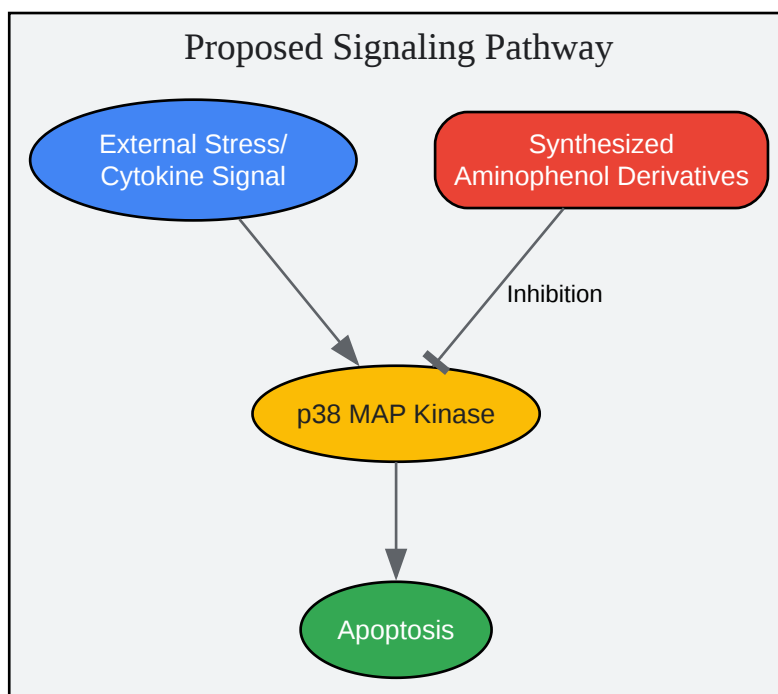 Proposed Signaling Pathway
External Stress/
Cytokine Signal
Synthesized
Aminophenol Derivatives
Inhibition
p38 MAP Kinase
Apoptosis